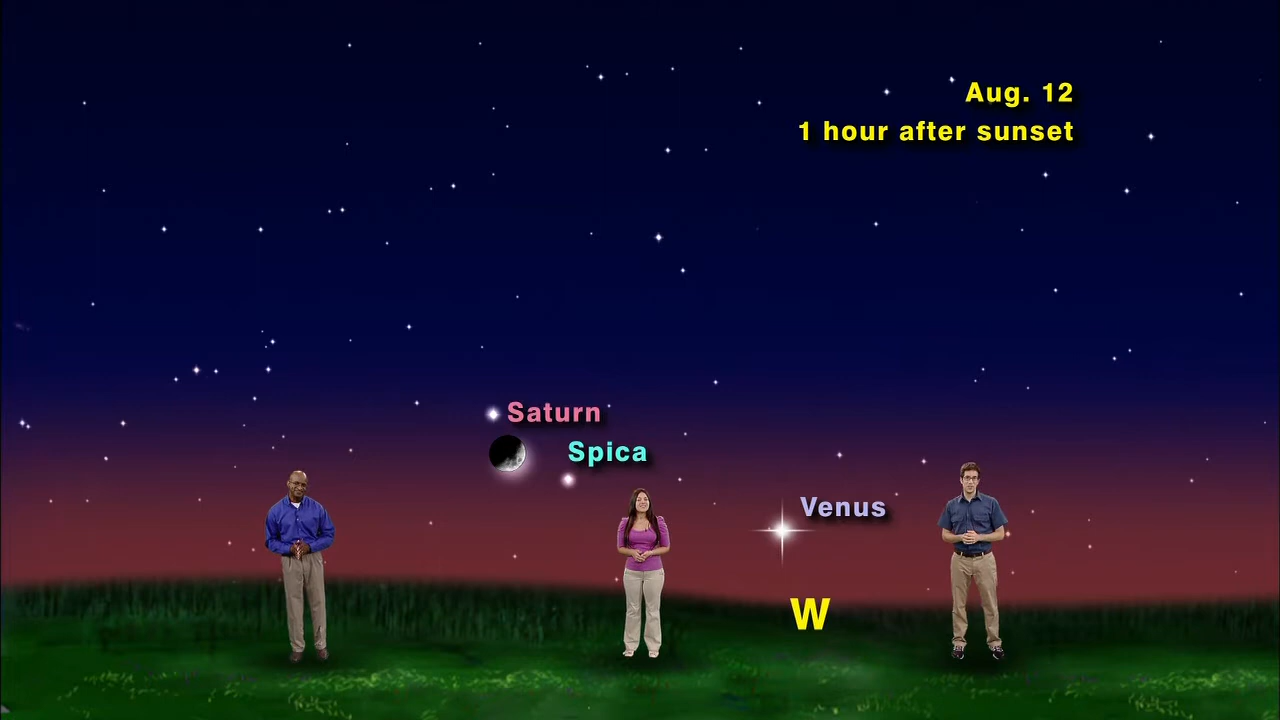 Aug. 12
1 hour after sunset
Saturn
Spica
Venus
W